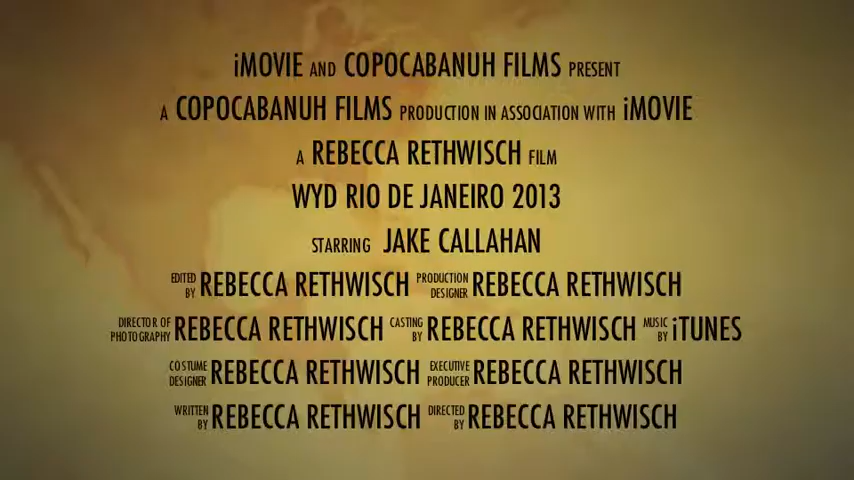 iMOVIE AND COPOCABANUH FILMS PRESENT
A COPOCABANUH FILMS PRODUCTION IN ASSOCIATION WITH iMOVIE
A REBECCA RETHWISCH FILM
WYD RIO DE JANEIRO 2013
STARRING JAKE CALLAHAN
EDITED BY REBECCA RETHWISCH PRODUCTION DESIGNER REBECCA RETHWISCH
DIRECTOR OF PHOTOGRAPHY REBECCA RETHWISCH CASTING BY REBECCA RETHWISCH MUSIC BY iTUNES
COSTUME DESIGNER REBECCA RETHWISCH EXECUTIVE PRODUCER REBECCA RETHWISCH
WRITTEN BY REBECCA RETHWISCH DIRECTED BY REBECCA RETHWISCH